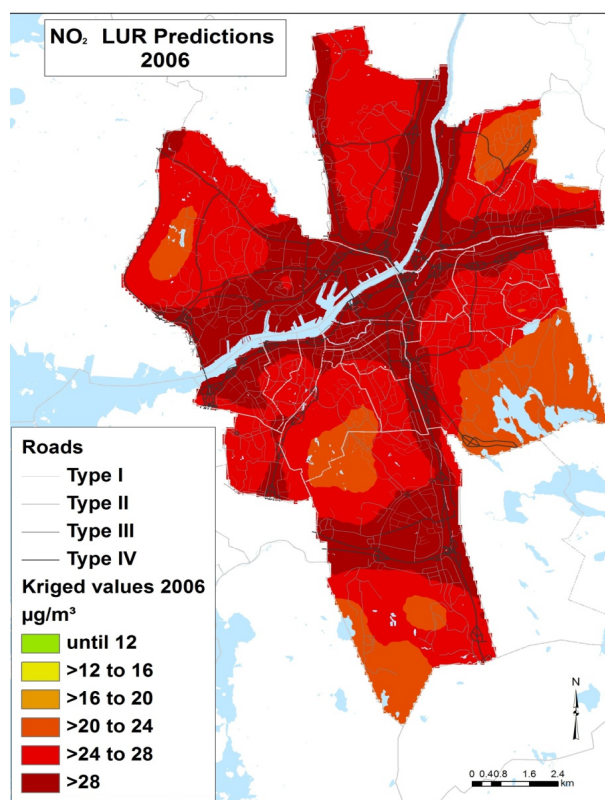 NO₂ LUR Predictions
2006
Roads
Type I
Type II
Type III
Type IV
Kriged values 2006
µg/m³
until 12
>12 to 16
>16 to 20
>20 to 24
>24 to 28
>28
N
0 0.40.8 1.6 2.4
km